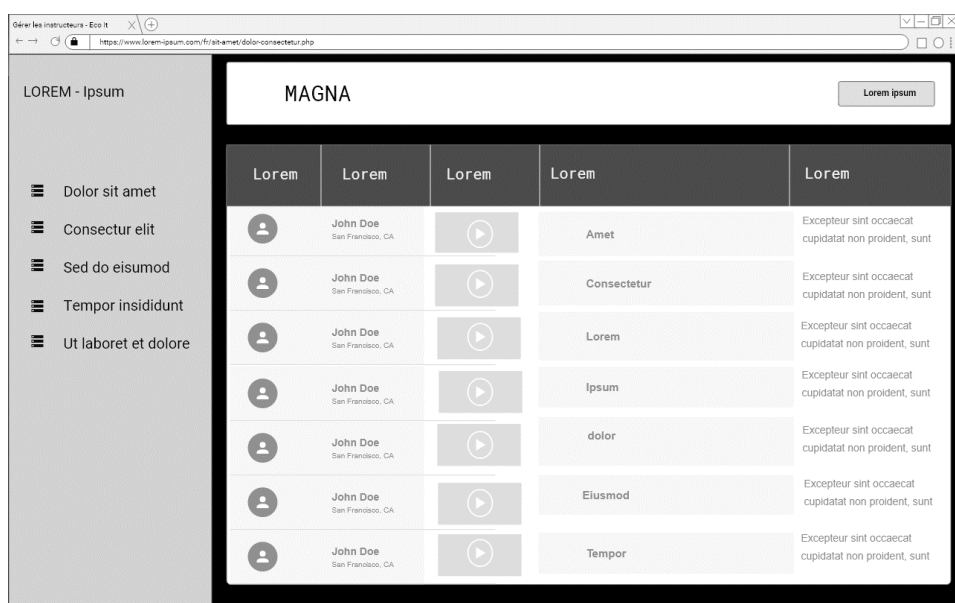 Gérer les instructeurs - Eco It
https://www.lorem-ipsum.com/fr/sit-amet/dolor-consectetur.php
LOREM - Ipsum
MAGNA
Lorem ipsum
Dolor sit amet
Consectur elit
Sed do eisumod
Tempor insididunt
Ut laboret et dolore
Lorem Lorem Lorem Lorem Lorem
John Doe
San Francisco, CA
Amet
Excepteur sint occaecat
cupidatat non proident, sunt
John Doe
San Francisco, CA
Consectetur
Excepteur sint occaecat
cupidatat non proident, sunt
John Doe
San Francisco, CA
Lorem
Excepteur sint occaecat
cupidatat non proident, sunt
John Doe
San Francisco, CA
Ipsum
Excepteur sint occaecat
cupidatat non proident, sunt
John Doe
San Francisco, CA
dolor
Excepteur sint occaecat
cupidatat non proident, sunt
John Doe
San Francisco, CA
Eiusmod
Excepteur sint occaecat
cupidatat non proident, sunt
John Doe
San Francisco, CA
Tempor
Excepteur sint occaecat
cupidatat non proident, sunt